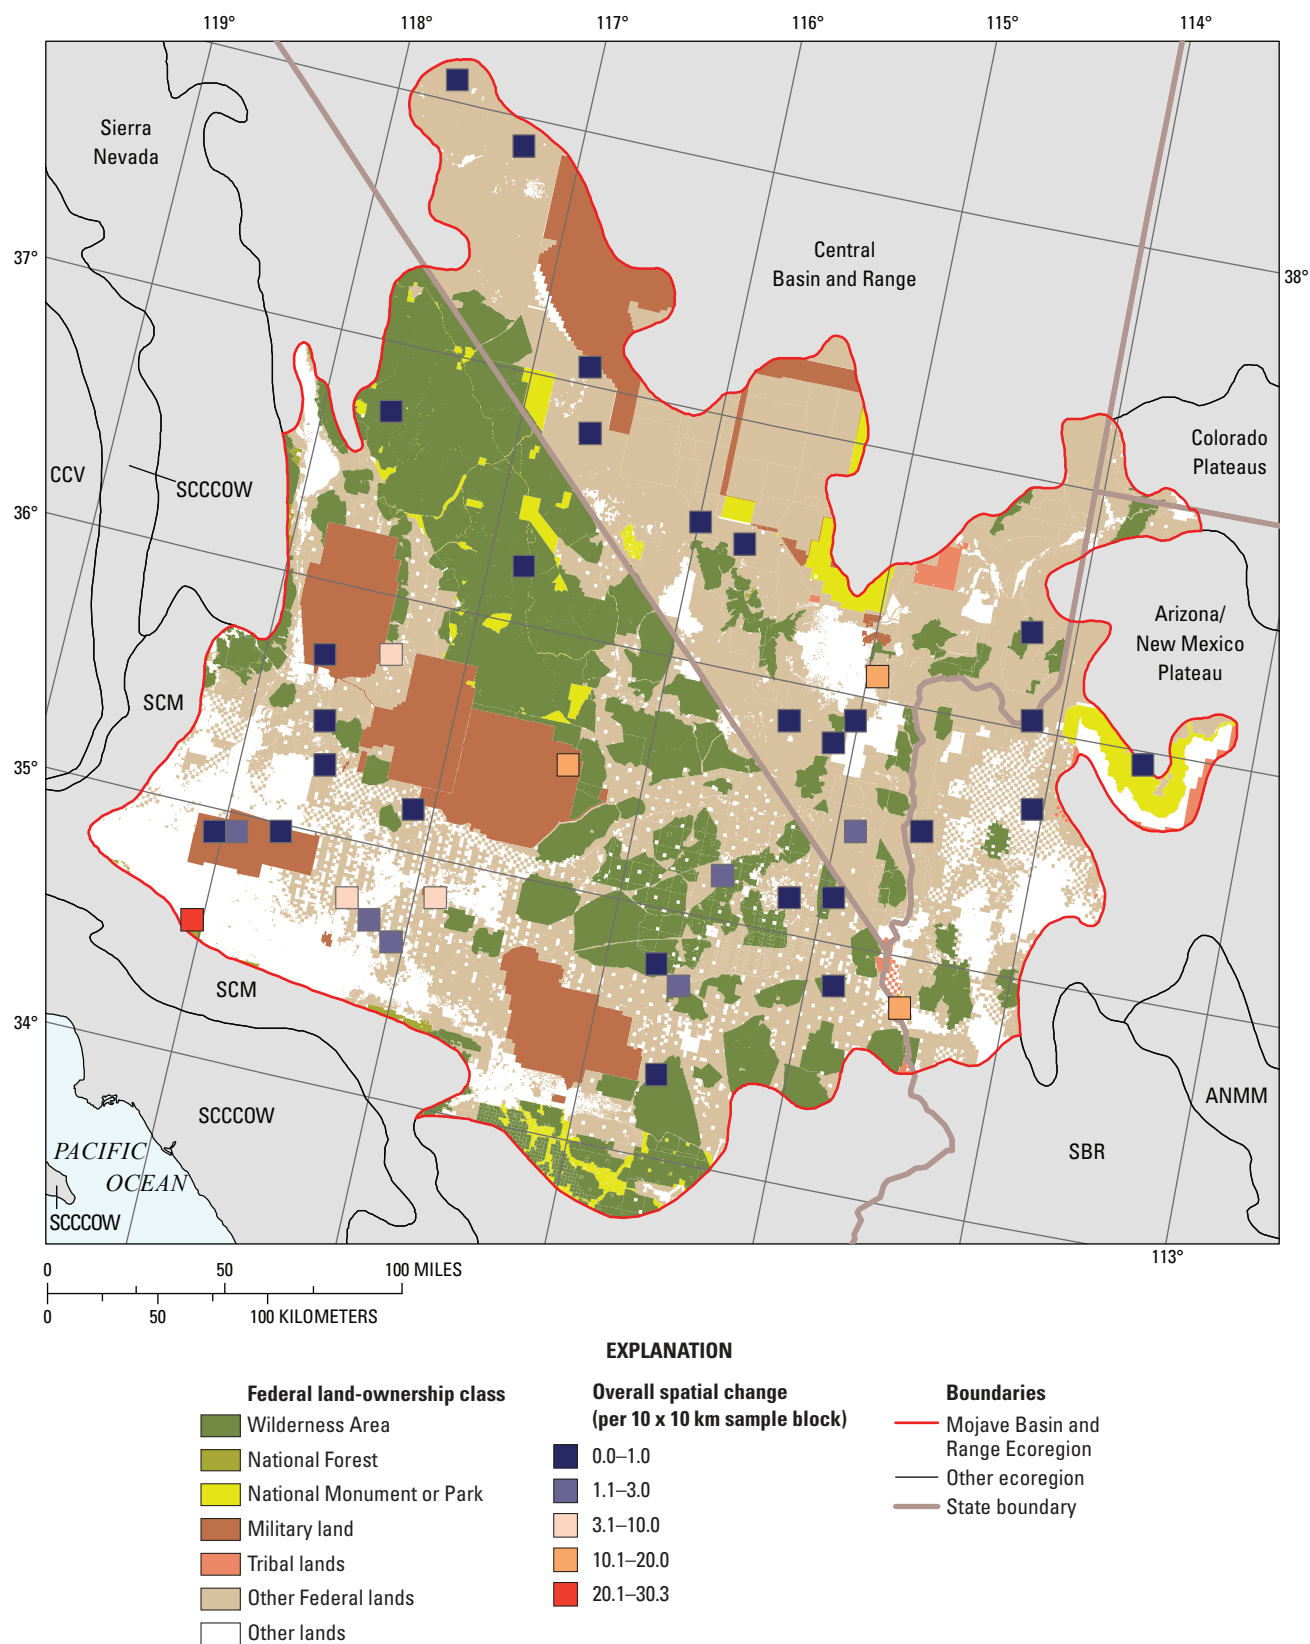 119°
118°
117°
116°
115°
114°
Sierra
Nevada
37°
Central
Basin and Range
38°
Colorado
Plateaus
CCV
SCCCOW
36°
Arizona/
New Mexico
Plateau
SCM
35°
SCM
34°
SCCCOW
ANMM
SBR
PACIFIC
OCEAN
SCCCOW
113°
0
50
100 MILES
0
50
100 KILOMETERS
EXPLANATION
Federal land-ownership class
Wilderness Area
National Forest
National Monument or Park
Military land
Tribal lands
Other Federal lands
Other lands
Overall spatial change
(per 10 x 10 km sample block)
0.0–1.0
1.1–3.0
3.1–10.0
10.1–20.0
20.1–30.3
Boundaries
Mojave Basin and
Range Ecoregion
Other ecoregion
State boundary